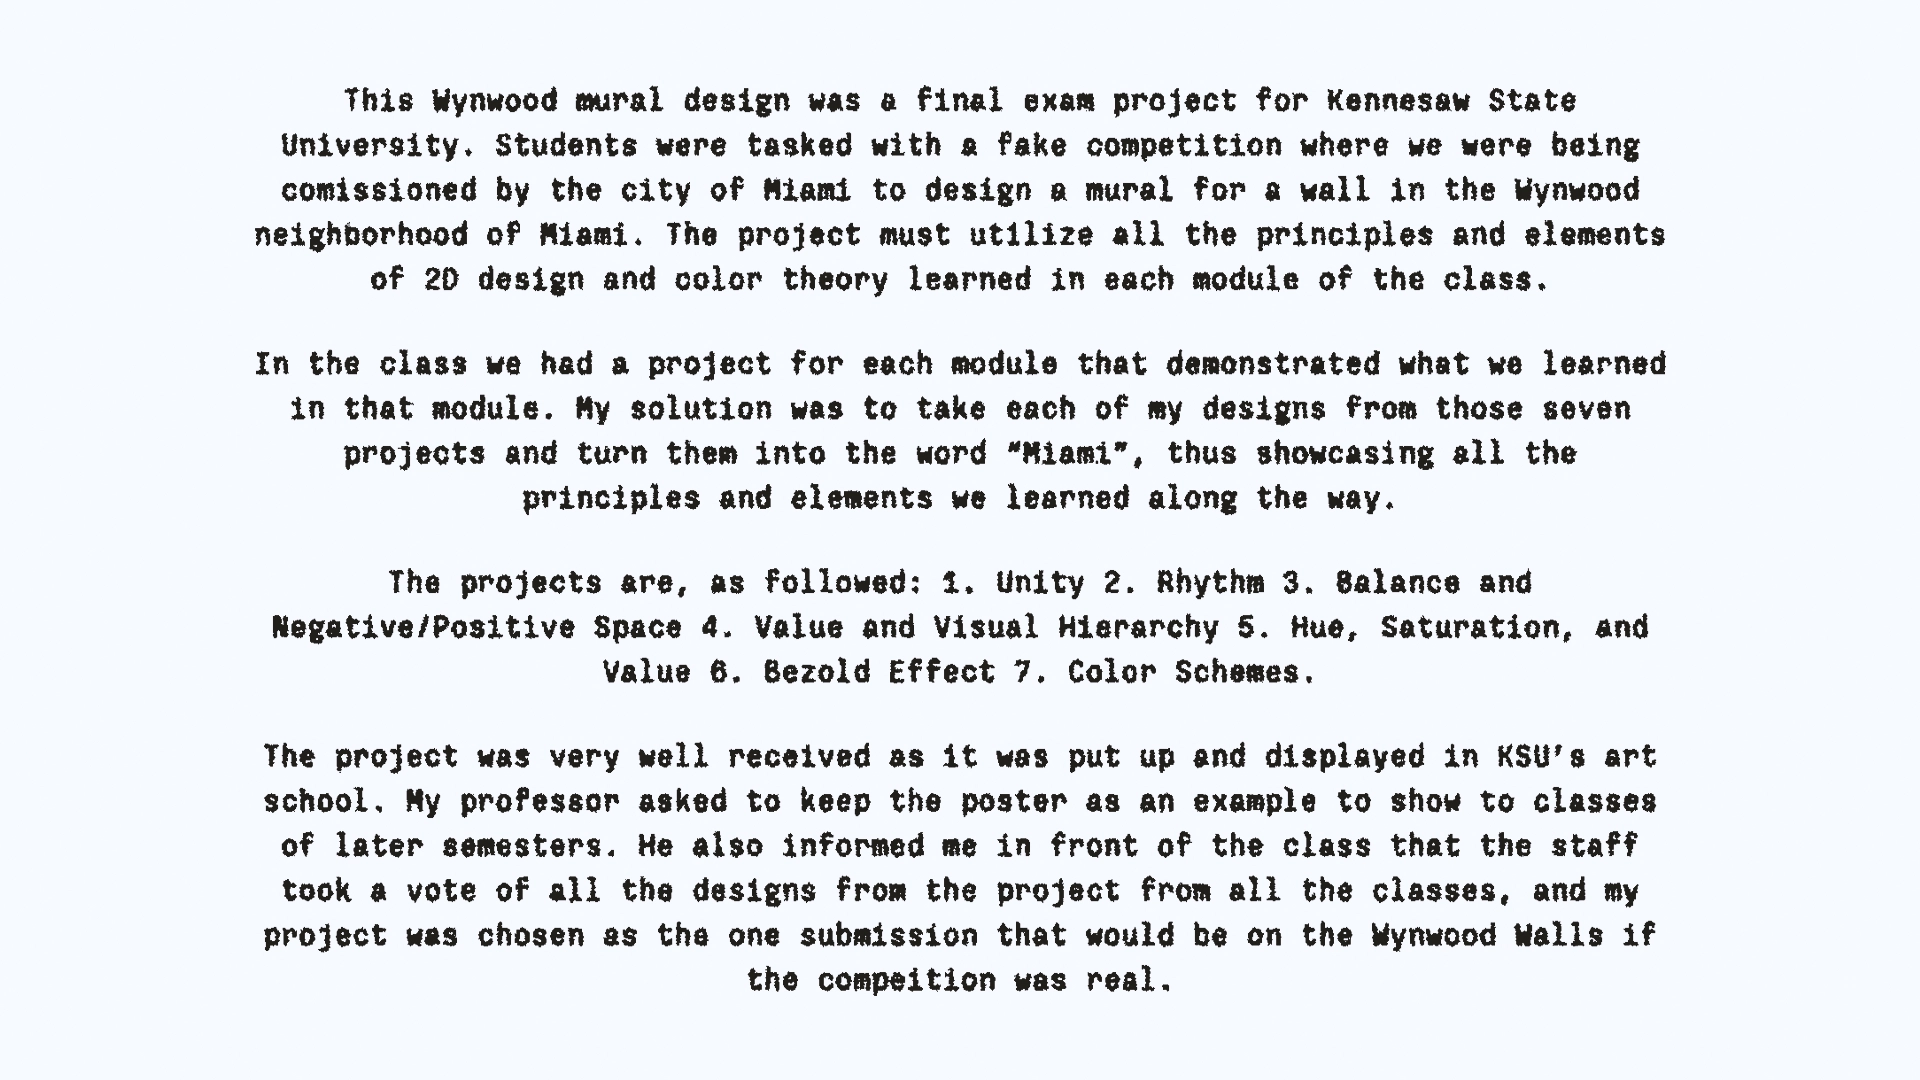 This Wynwood mural design was a final exam project for Kennesaw State
University. Students were tasked with a fake competition where we were being
comissioned by the city of Miami to design a mural for a wall in the Wynwood
neighborhood of Miami. The project must utilize all the principles and elements
of 2D design and color theory learned in each module of the class.
In the class we had a project for each module that demonstrated what we learned
in that module. My solution was to take each of my designs from those seven
projects and turn them into the word “Miami”, thus showcasing all the
principles and elements we learned along the way.
The projects are, as followed: 1. Unity 2. Rhythm 3. Balance and
Negative/Positive Space 4. Value and Visual Hierarchy 5. Hue, Saturation, and
Value 6. Bezold Effect 7. Color Schemes.
The project was very well received as it was put up and displayed in KSU’s art
school. My professor asked to keep the poster as an example to show to classes
of later semesters. He also informed me in front of the class that the staff
took a vote of all the designs from the project from all the classes, and my
project was chosen as the one submission that would be on the Wynwood Walls if
the compeition was real.